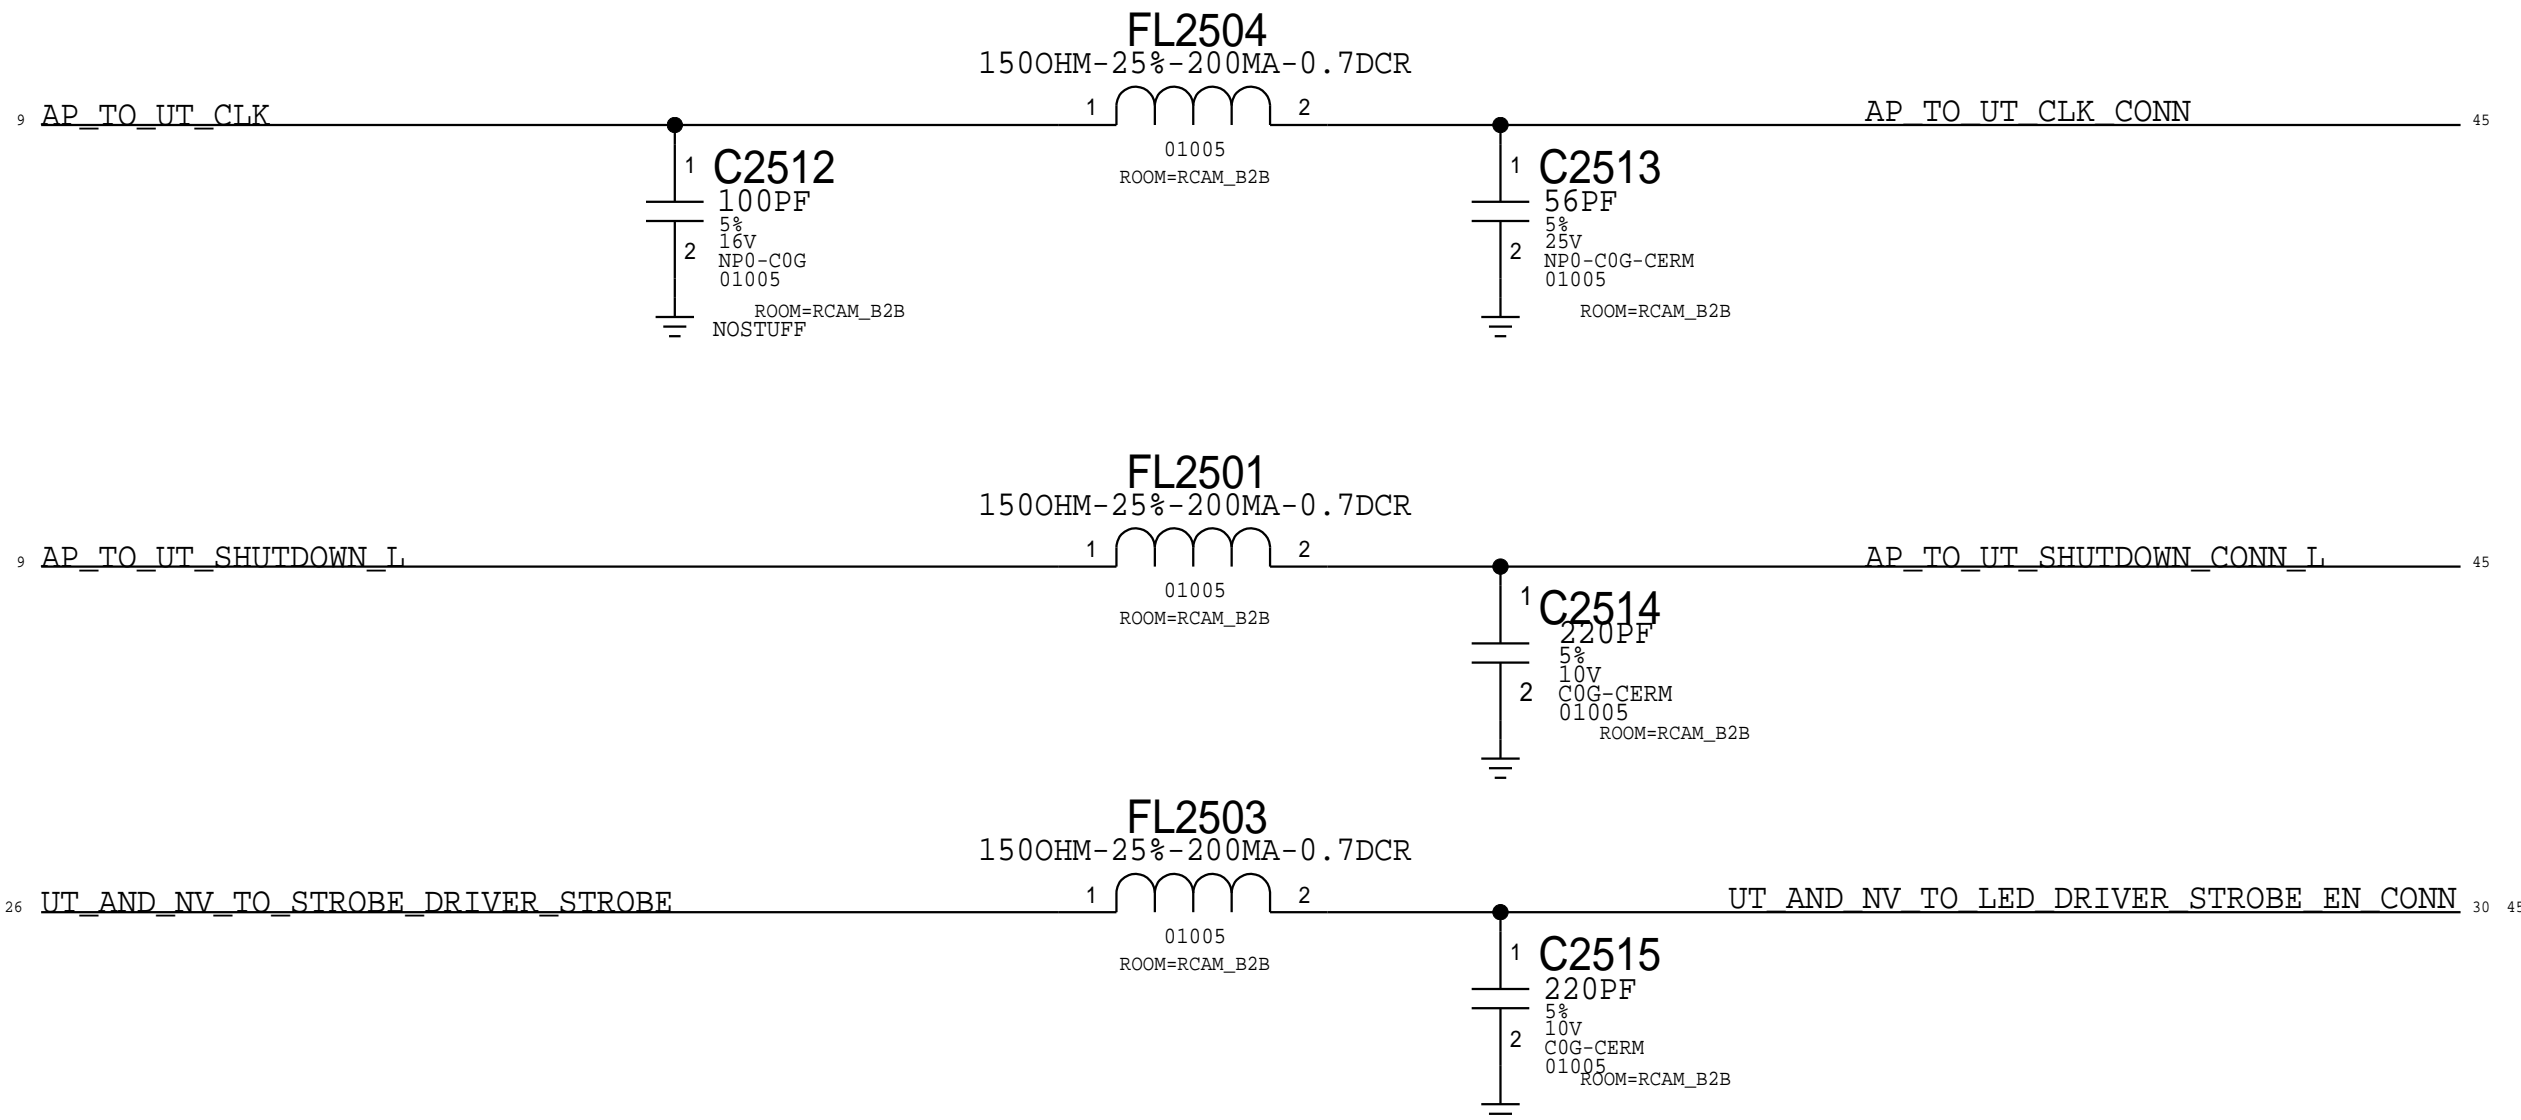 FL2504
150OHM-25%-200MA-0.7DCR
9 AP_TO_UT_CLK
1 2
AP_TO_UT_CLK_CONN 45
01005
ROOM=RCAM_B2B
1 C2512
100PF
5%
16V
2 NP0-C0G
01005
ROOM=RCAM_B2B
NOSTUFF
1 C2513
56PF
5%
25V
2 NP0-C0G-CERM
01005
ROOM=RCAM_B2B
FL2501
150OHM-25%-200MA-0.7DCR
9 AP_TO_UT_SHUTDOWN_L
1 2
AP_TO_UT_SHUTDOWN_CONN_L 45
01005
ROOM=RCAM_B2B
1 C2514
220PF
5%
10V
2 C0G-CERM
01005
ROOM=RCAM_B2B
FL2503
150OHM-25%-200MA-0.7DCR
26 UT_AND_NV_TO_STROBE_DRIVER_STROBE
1 2
UT_AND_NV_TO_LED_DRIVER_STROBE_EN_CONN 30 45
01005
ROOM=RCAM_B2B
1 C2515
220PF
5%
10V
2 C0G-CERM
01005
ROOM=RCAM_B2B